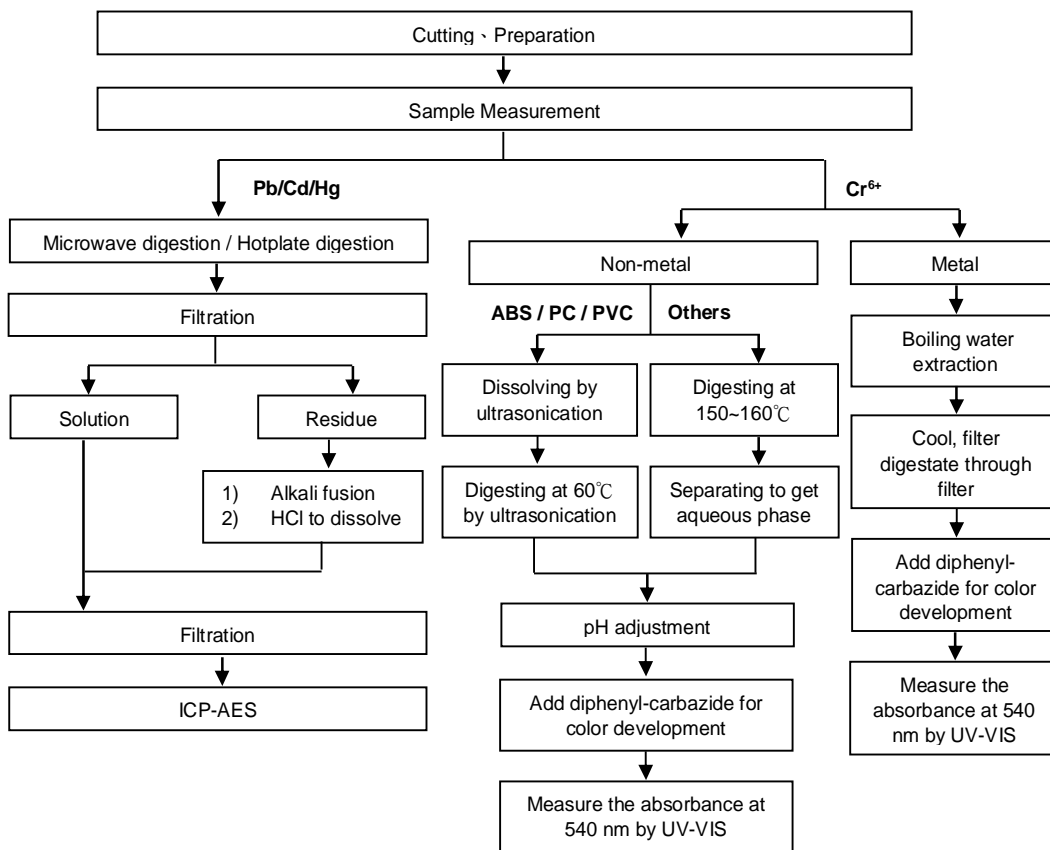 Cutting、Preparation
Sample Measurement
Pb/Cd/Hg
Cr⁶⁺
Microwave digestion / Hotplate digestion
Non-metal
Metal
Filtration
ABS / PC / PVC
Others
Boiling water
extraction
Solution
Residue
Dissolving by
ultrasonication
Digesting at
150~160℃
Cool, filter
digestate through
filter
1) Alkali fusion
2) HCl to dissolve
Digesting at 60℃
by ultrasonication
Separating to get
aqueous phase
Add diphenyl-
carbazide for color
development
Filtration
pH adjustment
ICP-AES
Add diphenyl-carbazide for
color development
Measure the
absorbance at 540
nm by UV-VIS
Measure the absorbance at
540 nm by UV-VIS